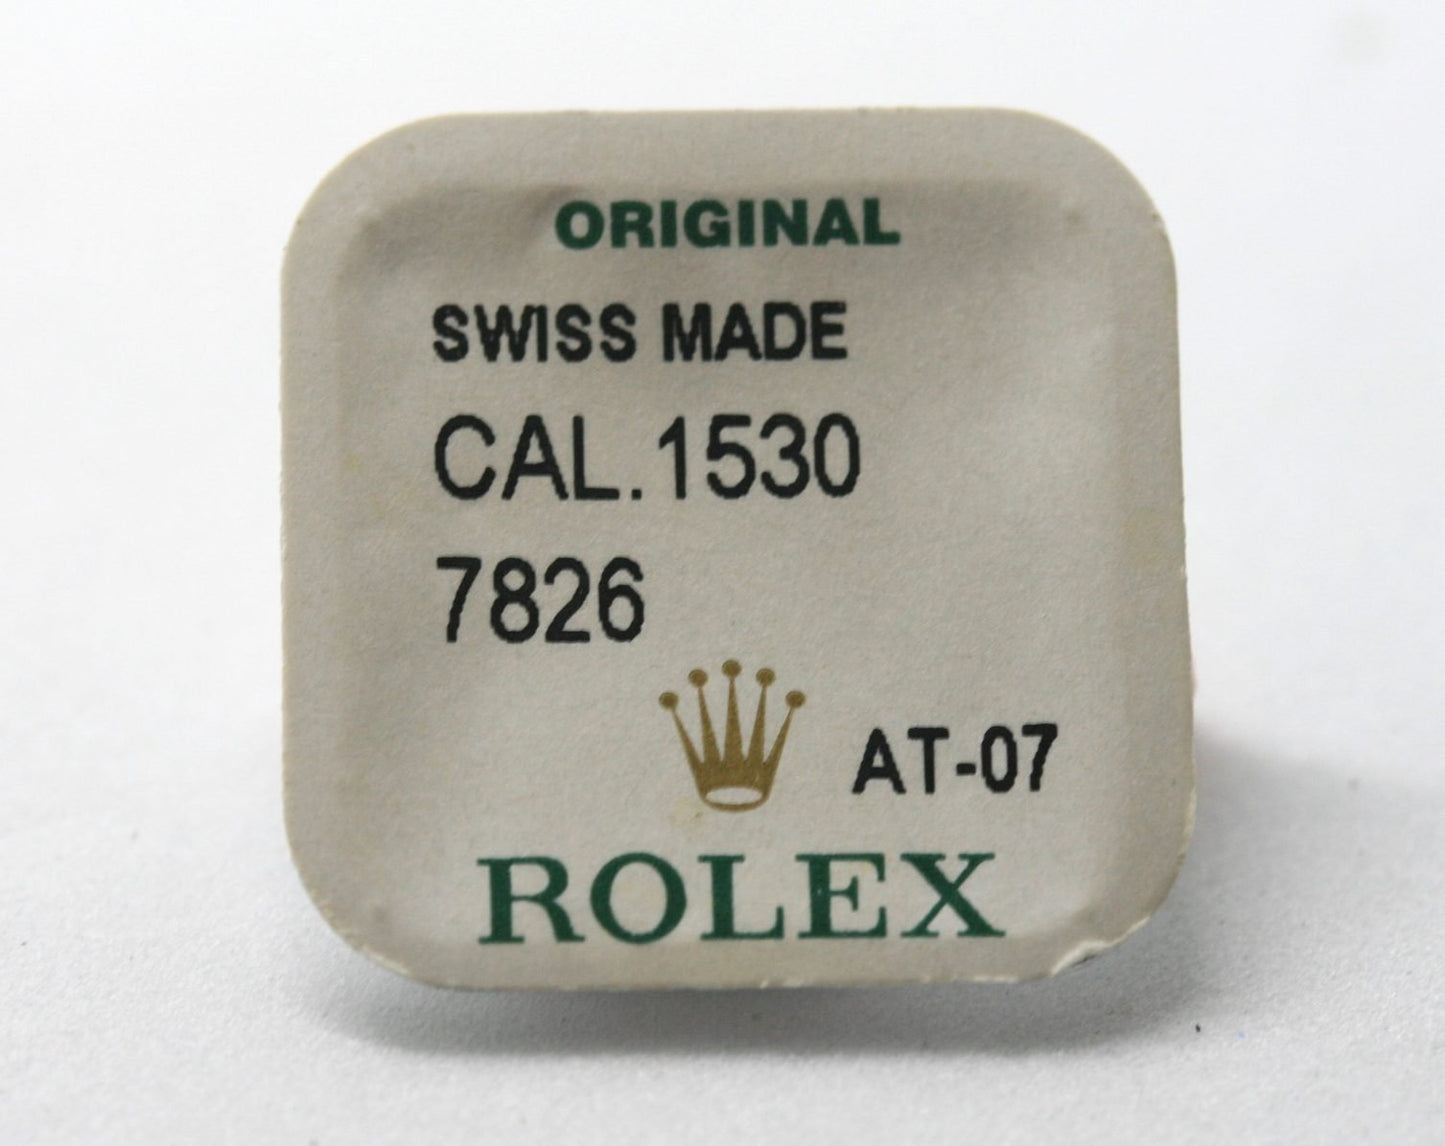 ORIGINAL
SWISS MADE
CAL.1530
7826
AT-07
ROLEX